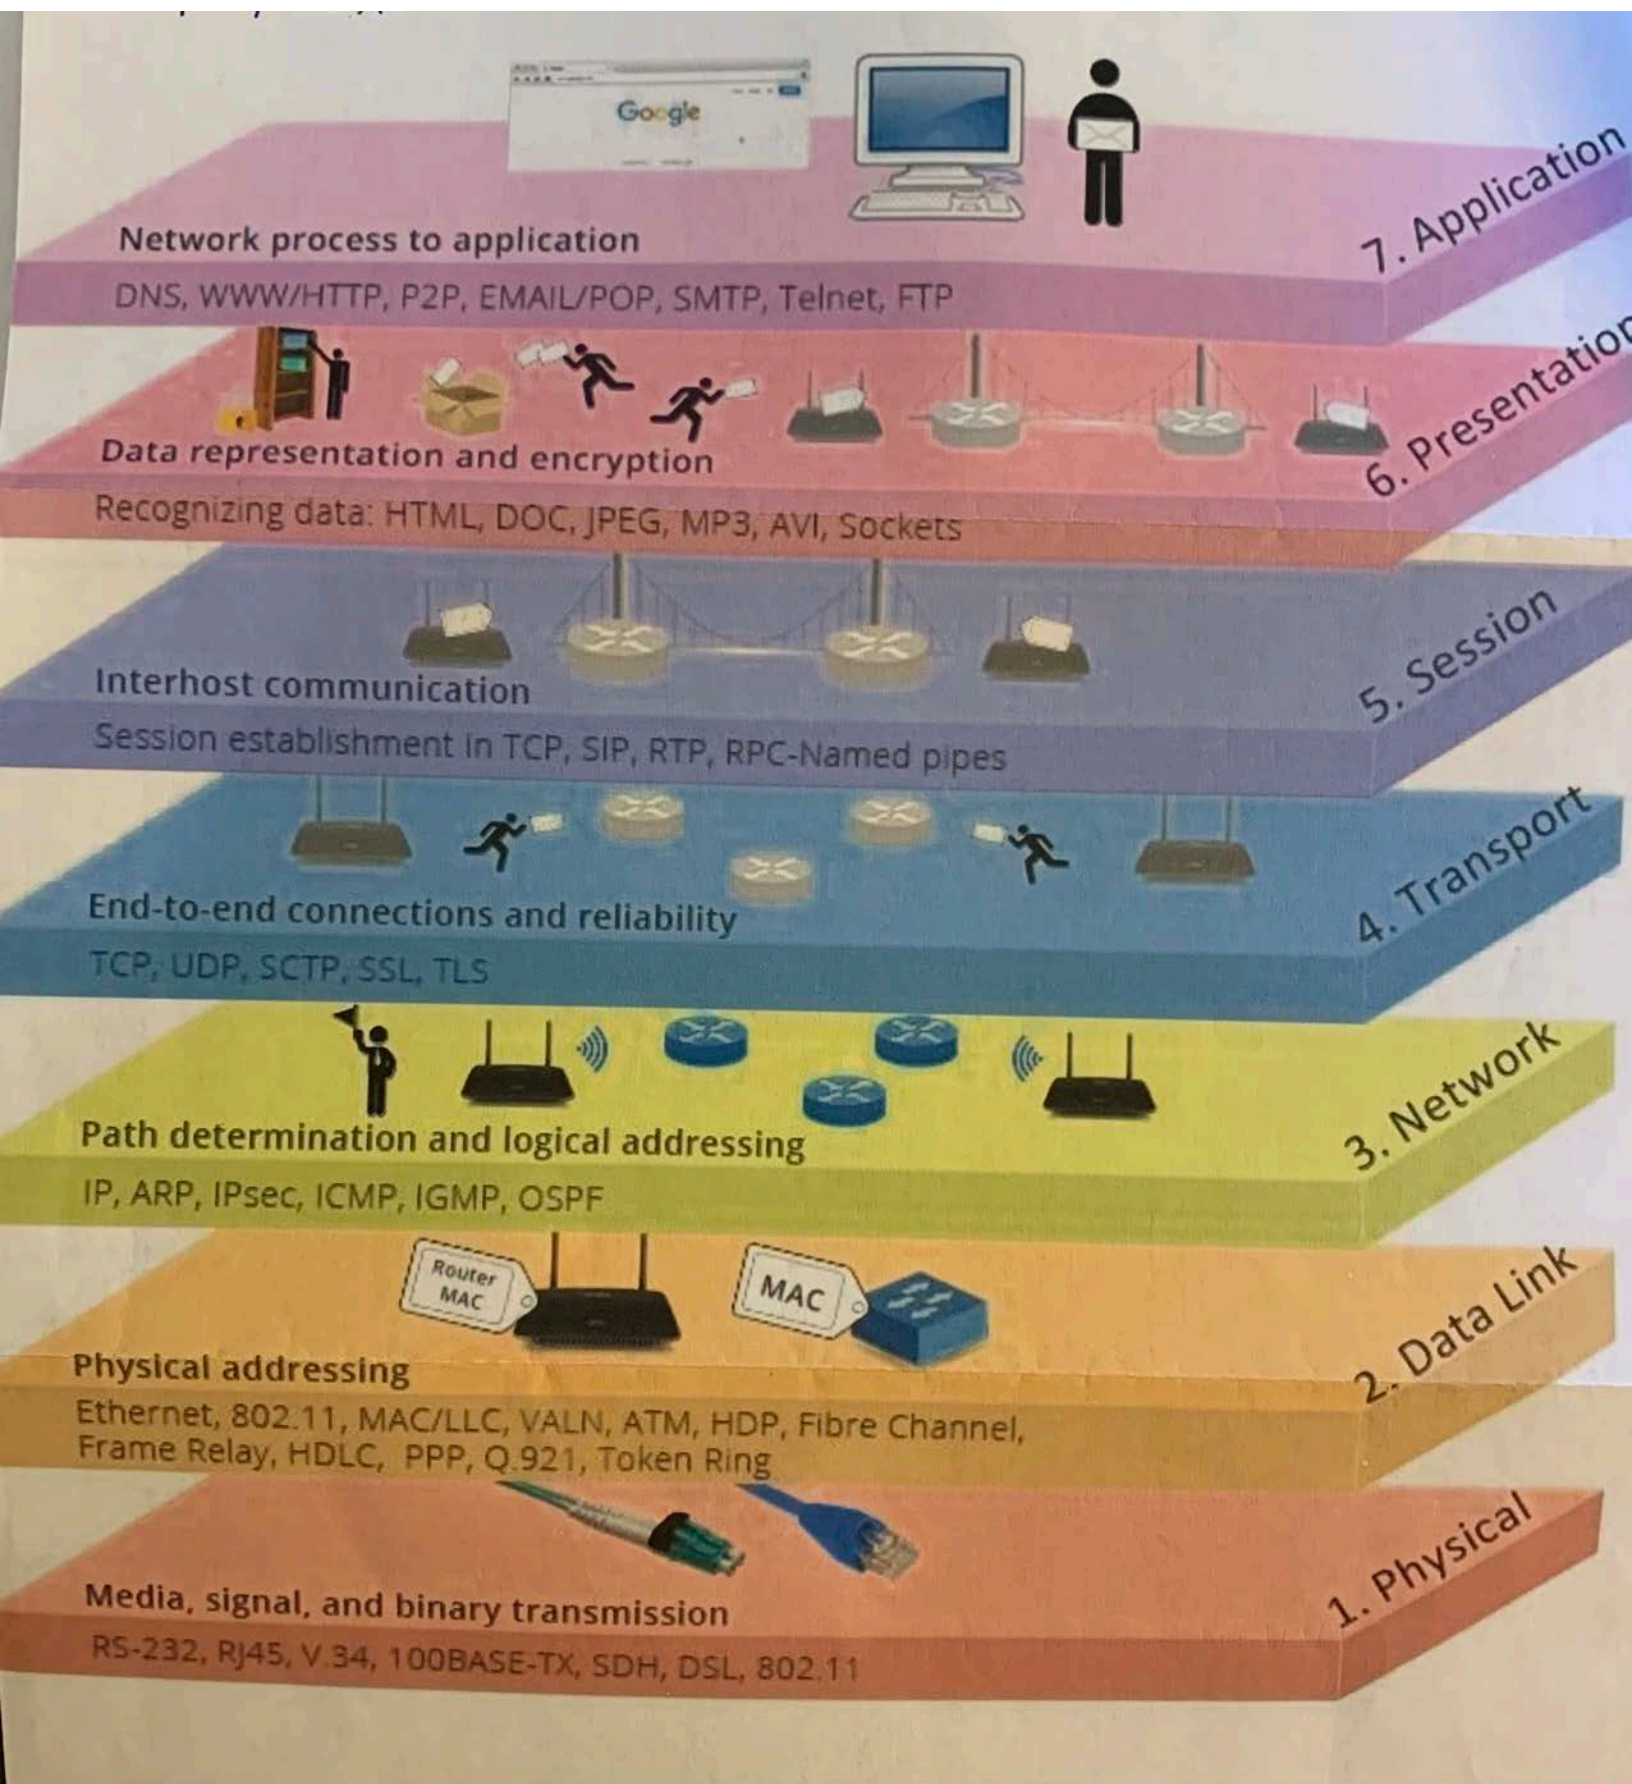 Google
7. Application
Network process to application
DNS, WWW/HTTP, P2P, EMAIL/POP, SMTP, Telnet, FTP
6. Presentation
Data representation and encryption
Recognizing data: HTML, DOC, JPEG, MP3, AVI, Sockets
5. Session
Interhost communication
Session establishment in TCP, SIP, RTP, RPC-Named pipes
4. Transport
End-to-end connections and reliability
TCP, UDP, SCTP, SSL, TLS
3. Network
Path determination and logical addressing
IP, ARP, IPsec, ICMP, IGMP, OSPF
Router
MAC
MAC
2. Data Link
Physical addressing
Ethernet, 802.11, MAC/LLC, VALN, ATM, HDP, Fibre Channel,
Frame Relay, HDLC, PPP, Q.921, Token Ring
1. Physical
Media, signal, and binary transmission
RS-232, RJ45, V.34, 100BASE-TX, SDH, DSL, 802.11